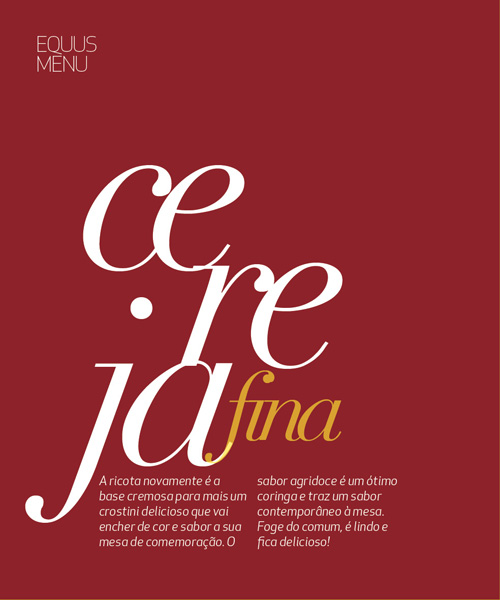 EQUUS
MENU
ce
re
ja
fina
A ricota novamente é a
base cremosa para mais um
crostini delicioso que vai
encher de cor e sabor a sua
mesa de comemoração. O
sabor agridoce é um ótimo
coringa e traz um sabor
contemporâneo à mesa.
Foge do comum, é lindo e
fica delicioso!